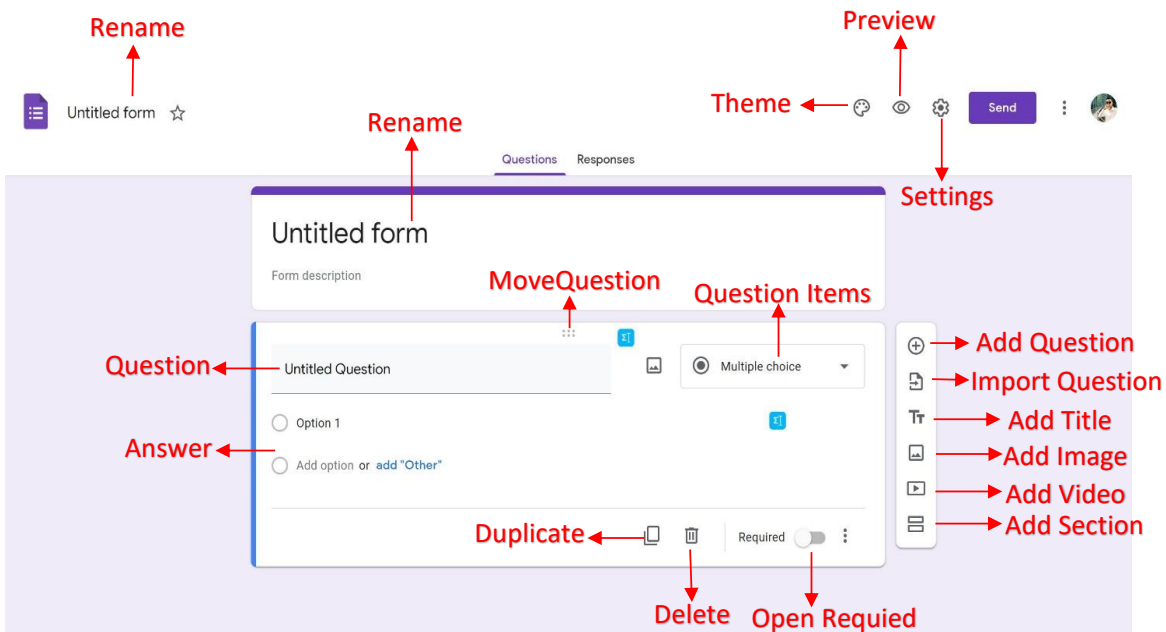 Rename
Preview
Theme
Untitled form
Send
Rename
Questions Responses
Settings
Untitled form
Form description
MoveQuestion
Question Items
Question
Untitled Question
Multiple choice
Add Question
Import Question
Option 1
Add Title
Answer
Add option or add "Other"
Add Image
Add Video
Add Section
Duplicate
Required
Delete
Open Requied